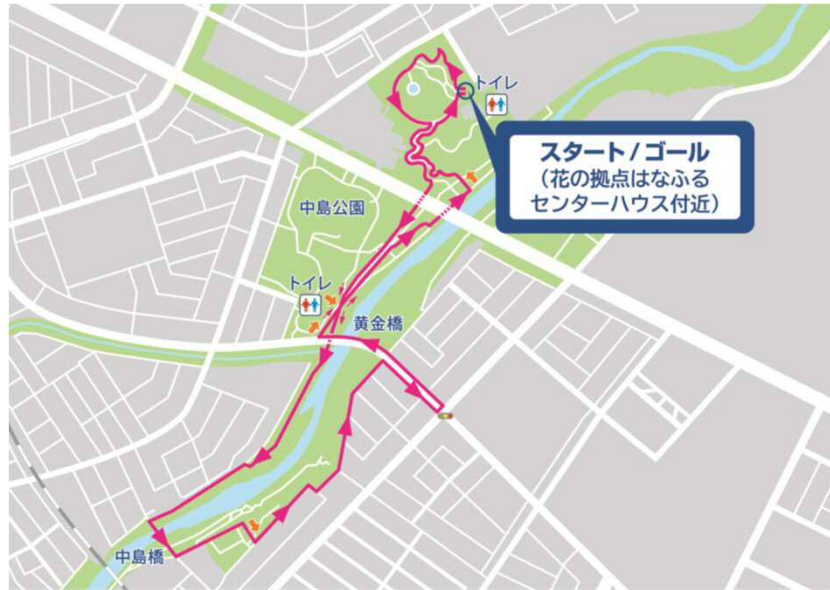 トイレ
スタート / ゴール
(花の拠点はなふる
センターハウス付近)
中島公園
トイレ
黄金橋
中島橋